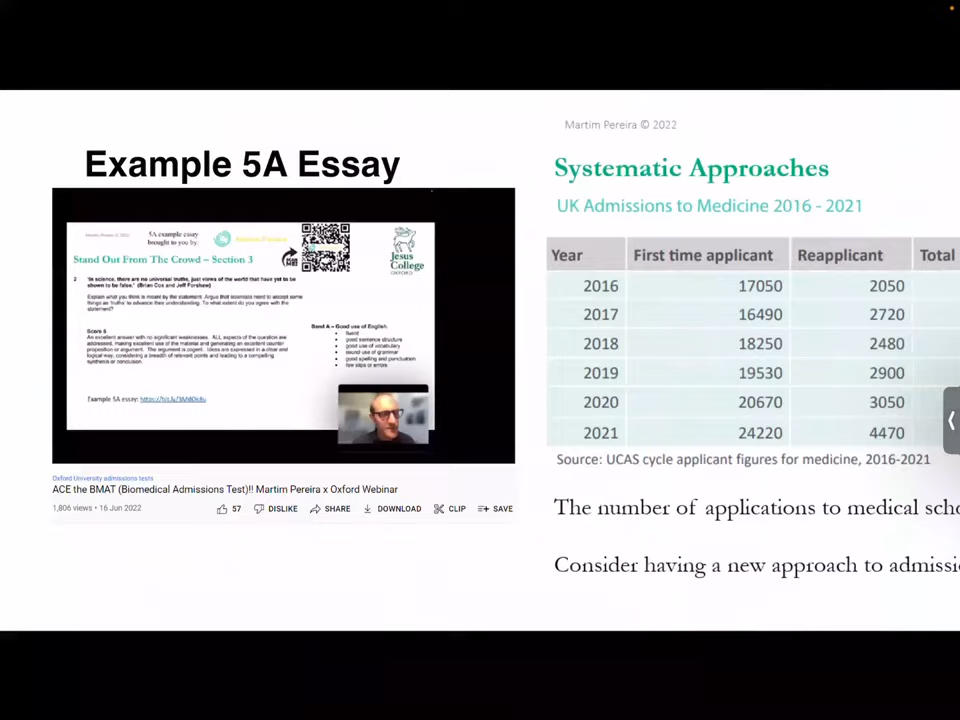 Example 5A Essay
Martim Pereira © 2022
5A example essay
brought to you by:
Stand Out From The Crowd – Section 3
Jesus
College
OXFORD
2 'In science, there are no universal truths, just views of the world that have yet to be
shown to be false.' (Brian Cox and Jeff Forshaw)
Explain what you think is meant by the statement. Argue that scientists need to accept some
things as 'truths' to advance their understanding. To what extent do you agree with the
statement?
Score 5
An excellent answer with no significant weaknesses. ALL aspects of the question are
addressed, making excellent use of the material and generating an excellent counter
proposition or argument. The argument is cogent. Ideas are expressed in a clear and
logical way, considering a breadth of relevant points and leading to a compelling
synthesis or conclusion.
Band A – Good use of English.
• fluent
• good sentence structure
• good use of vocabulary
• sound use of grammar
• good spelling and punctuation
• few slips or errors
Example 5A essay:
Oxford University admissions tests
ACE the BMAT (Biomedical Admissions Test)!! Martim Pereira x Oxford Webinar
1,806 views • 16 Jun 2022
57 DISLIKE SHARE DOWNLOAD CLIP SAVE
Martim Pereira © 2022
Systematic Approaches
UK Admissions to Medicine 2016 - 2021
Year First time applicant Reapplicant Total
2016 17050 2050
2017 16490 2720
2018 18250 2480
2019 19530 2900
2020 20670 3050
2021 24220 4470
Source: UCAS cycle applicant figures for medicine, 2016-2021
The number of applications to medical scho
Consider having a new approach to admissi